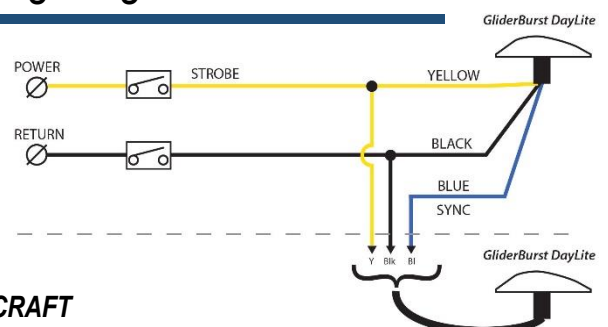 GliderBurst DayLite
POWER
STROBE
YELLOW
RETURN
BLACK
BLUE
SYNC
Y Blk Bl
GliderBurst DayLite
CRAFT